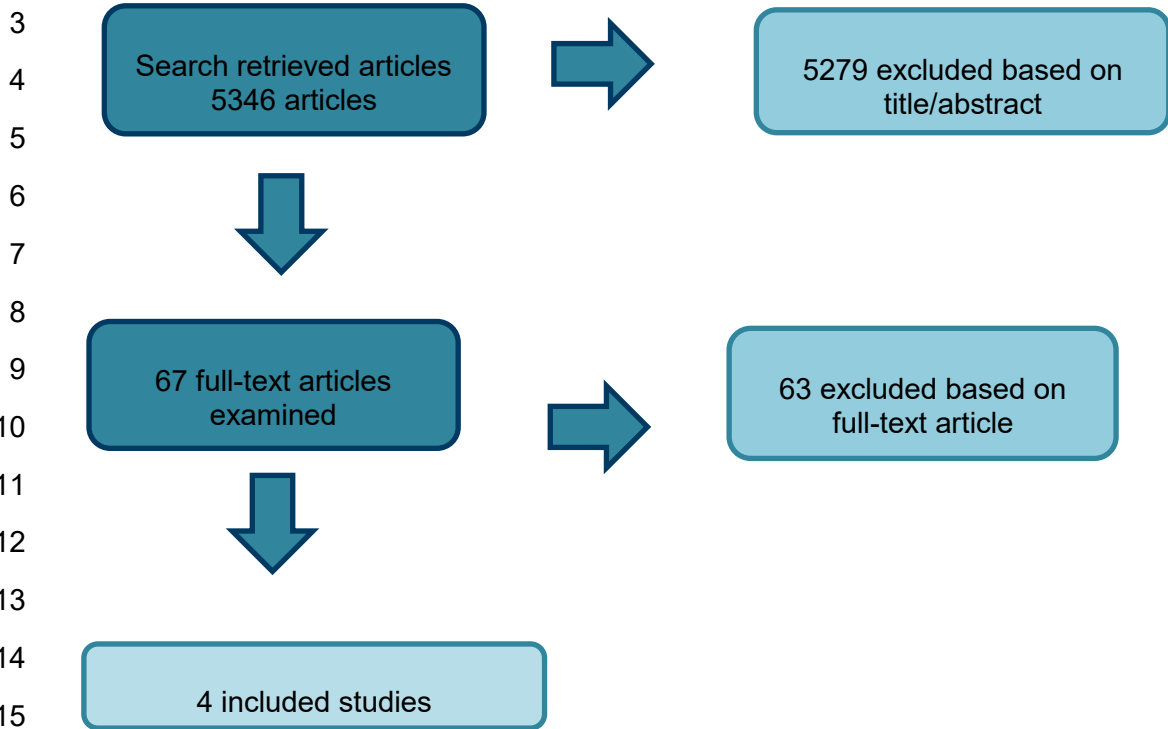 3
Search retrieved articles
5346 articles
5279 excluded based on
title/abstract
4
5
6
7
8
9
67 full-text articles
examined
63 excluded based on
full-text article
10
11
12
13
14
4 included studies
15